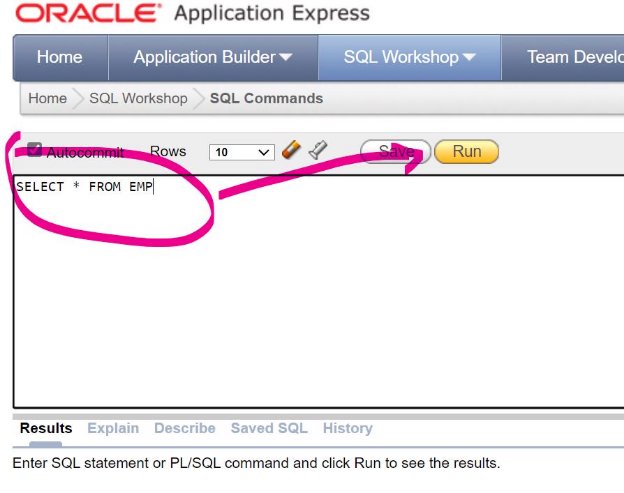 ORACLE® Application Express
Home Application Builder SQL Workshop Team Develo
Home SQL Workshop SQL Commands
Autocommit Rows 10 Save Run
SELECT * FROM EMP
Results Explain Describe Saved SQL History
Enter SQL statement or PL/SQL command and click Run to see the results.